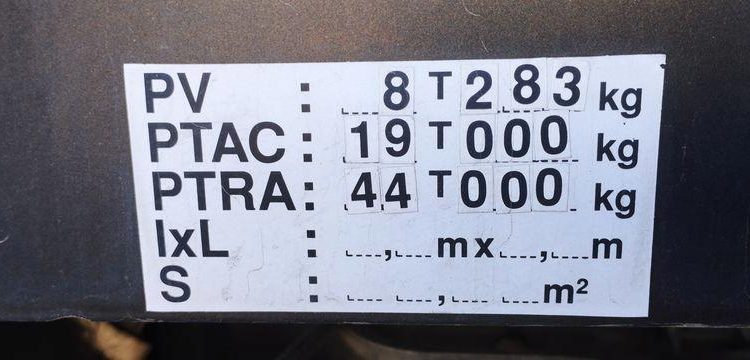 PV : 8 T 283 kg
PTAC : 19 T 000 kg
PTRA : 44 T 000 kg
IxL : ...., .... m x ...., .... m
S : .... ...., .... .... m²